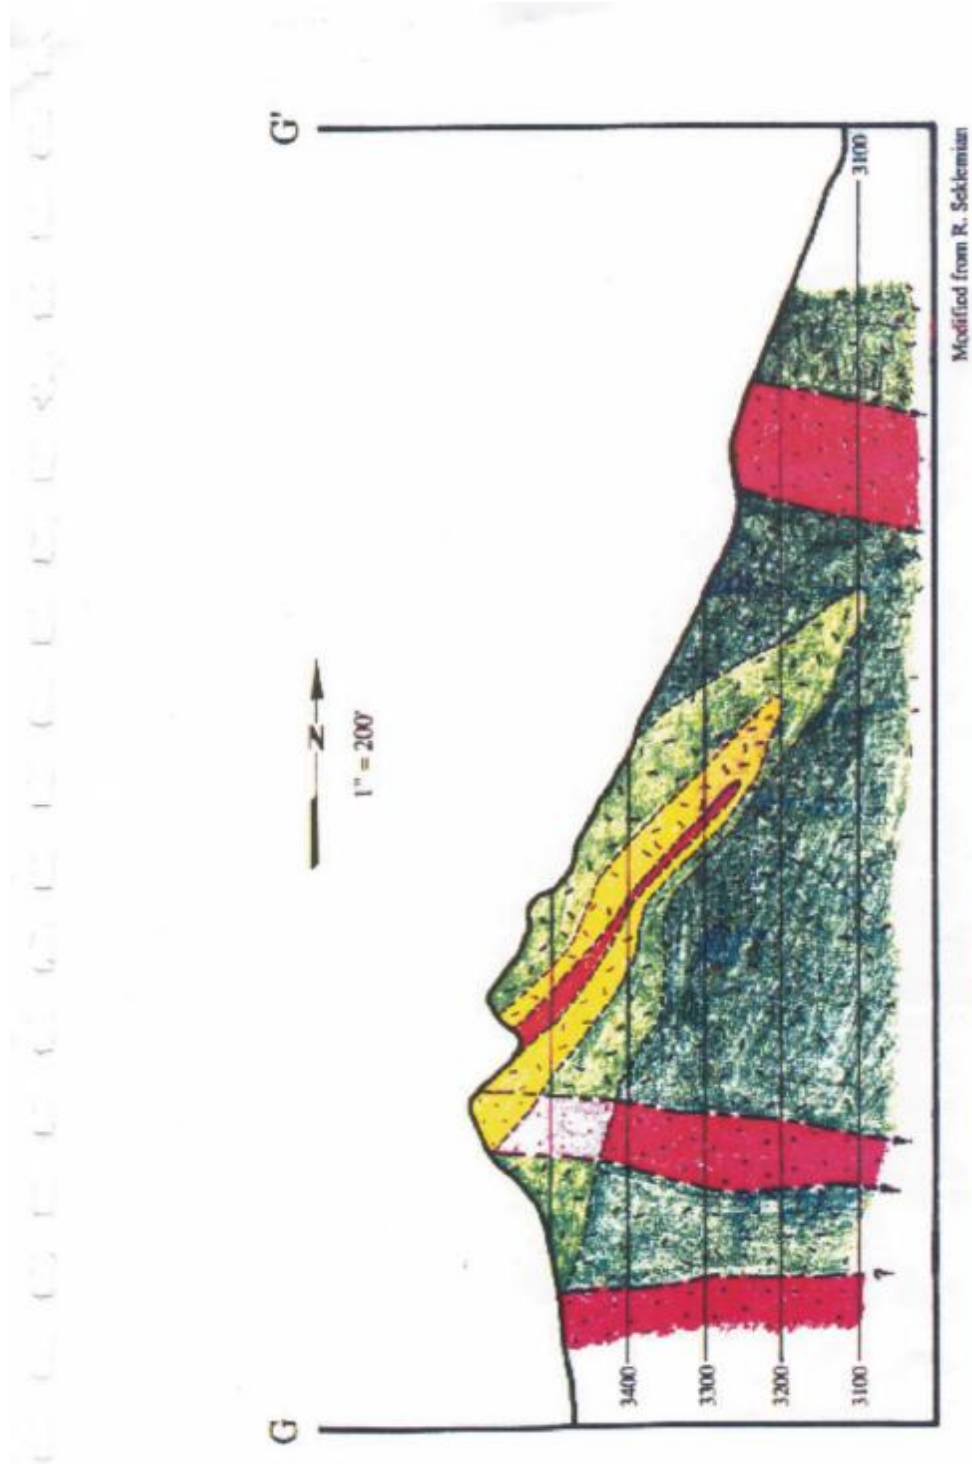 G
G'
N
1" = 200'
3400
3300
3200
3100
3100
?
?
?
Modified from R. Seklemian